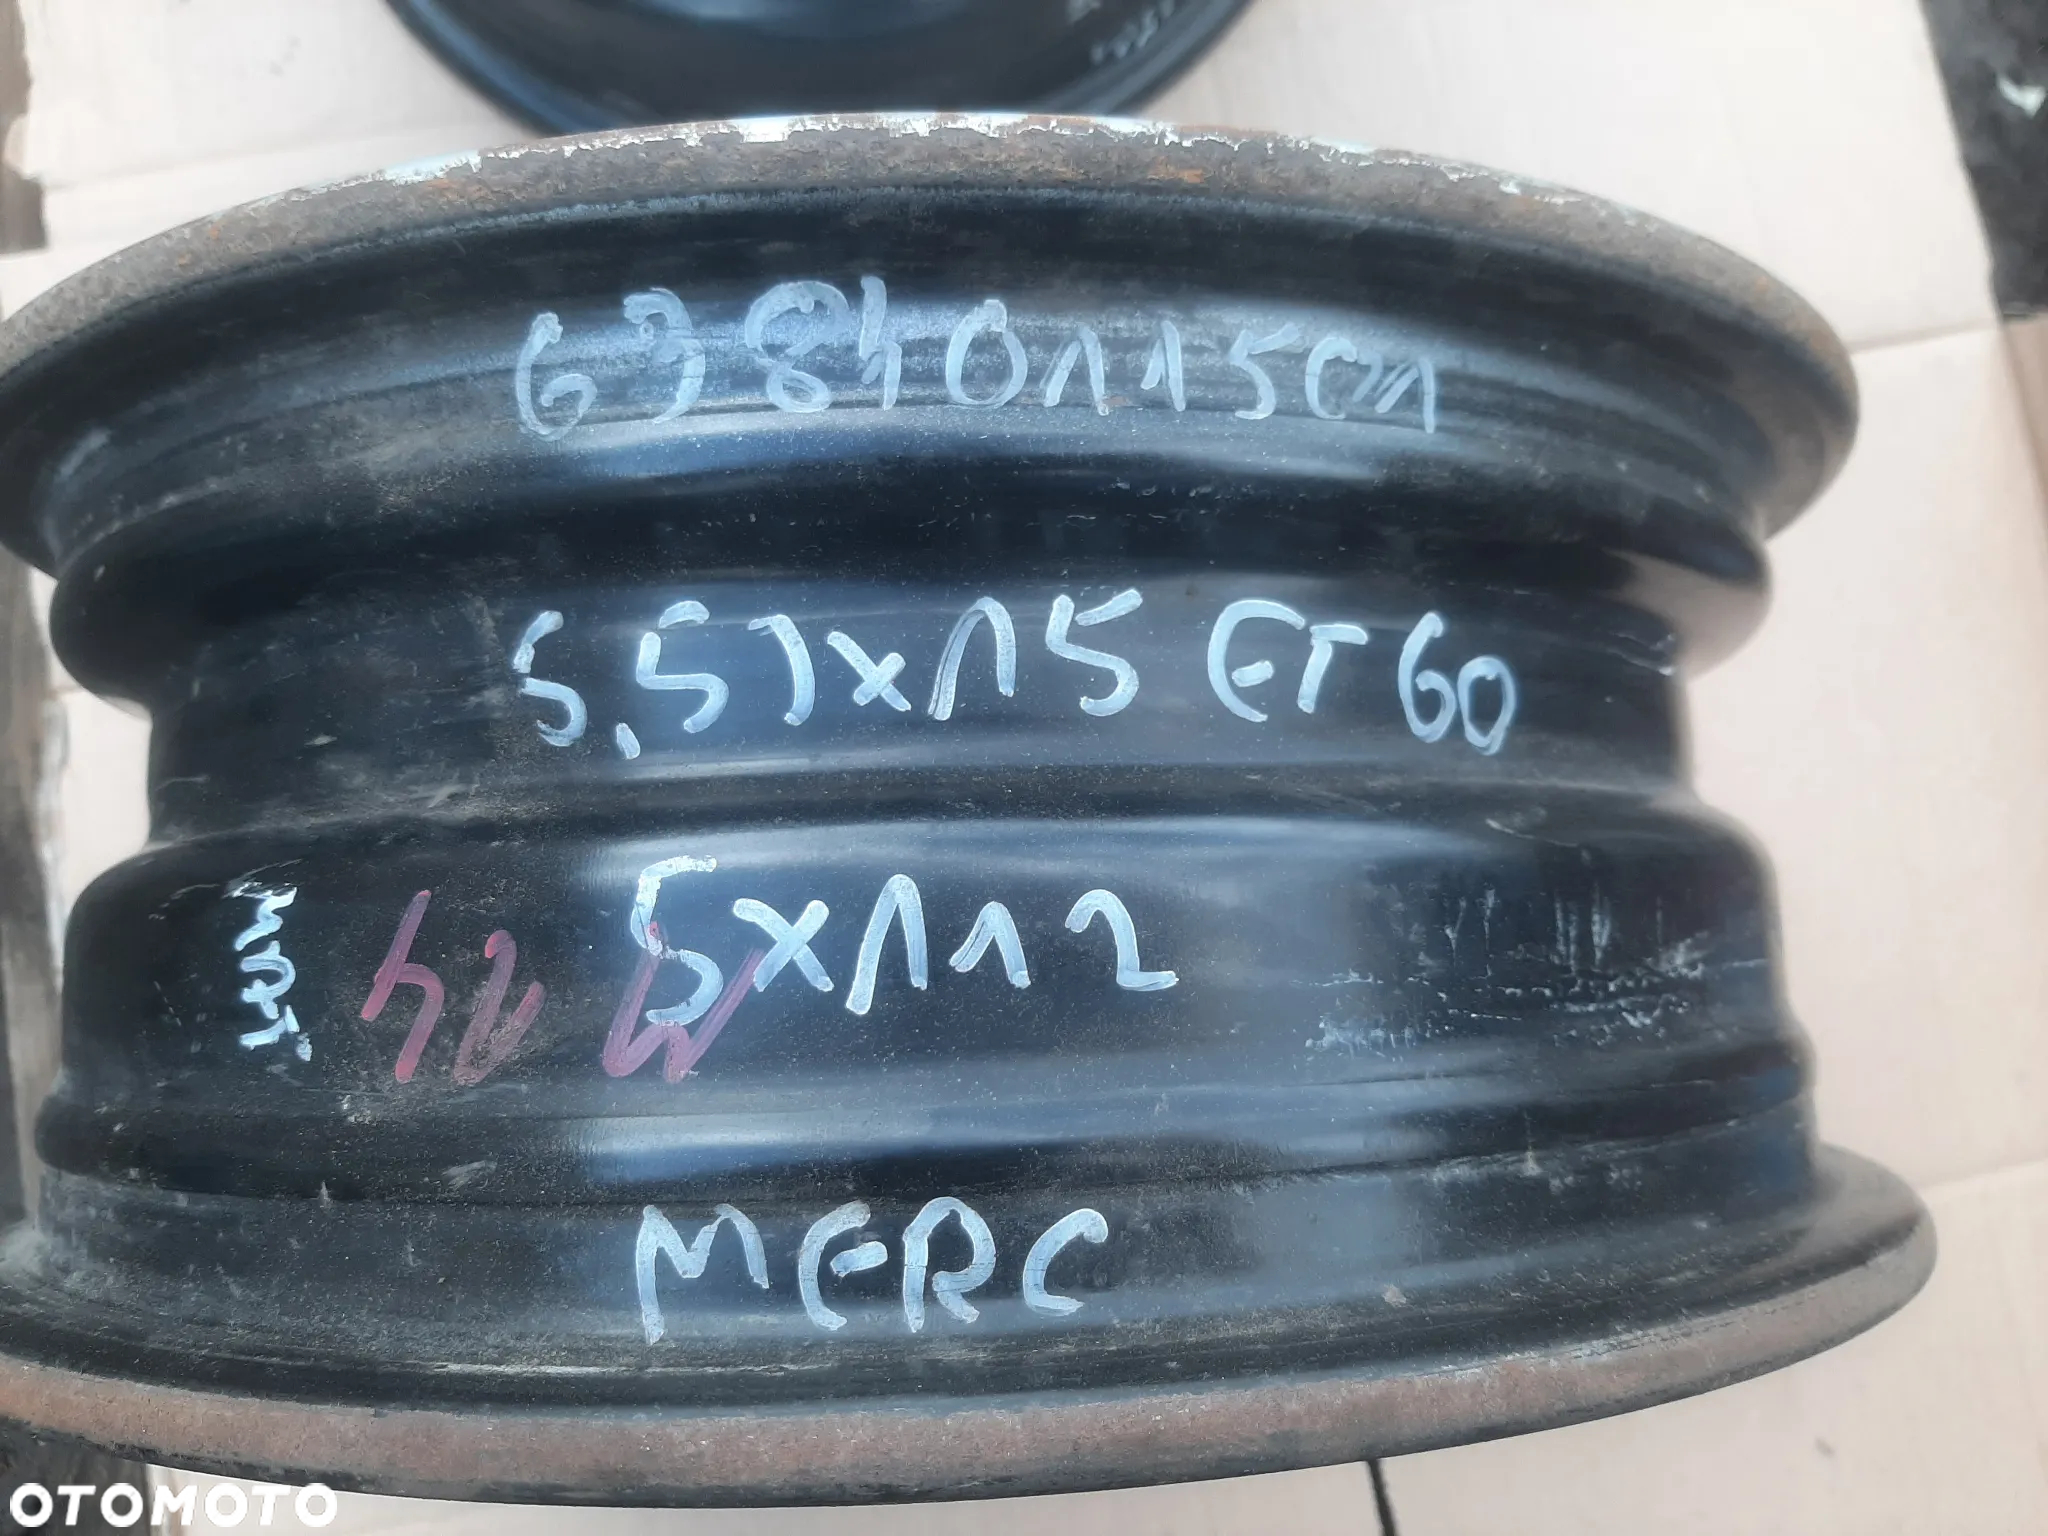 6384011501
5,5Jx15 ET60
5x112
MERC
OTOMOTO